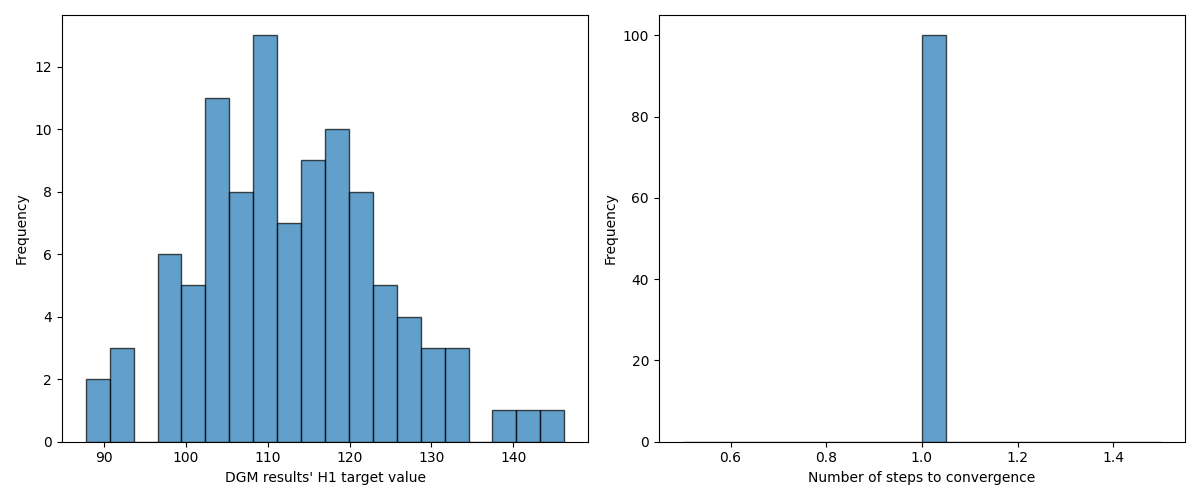 12
10
8
6
4
2
0
Frequency
90 100 110 120 130 140
DGM results' H1 target value
100
80
60
40
20
0
Frequency
0.6 0.8 1.0 1.2 1.4
Number of steps to convergence